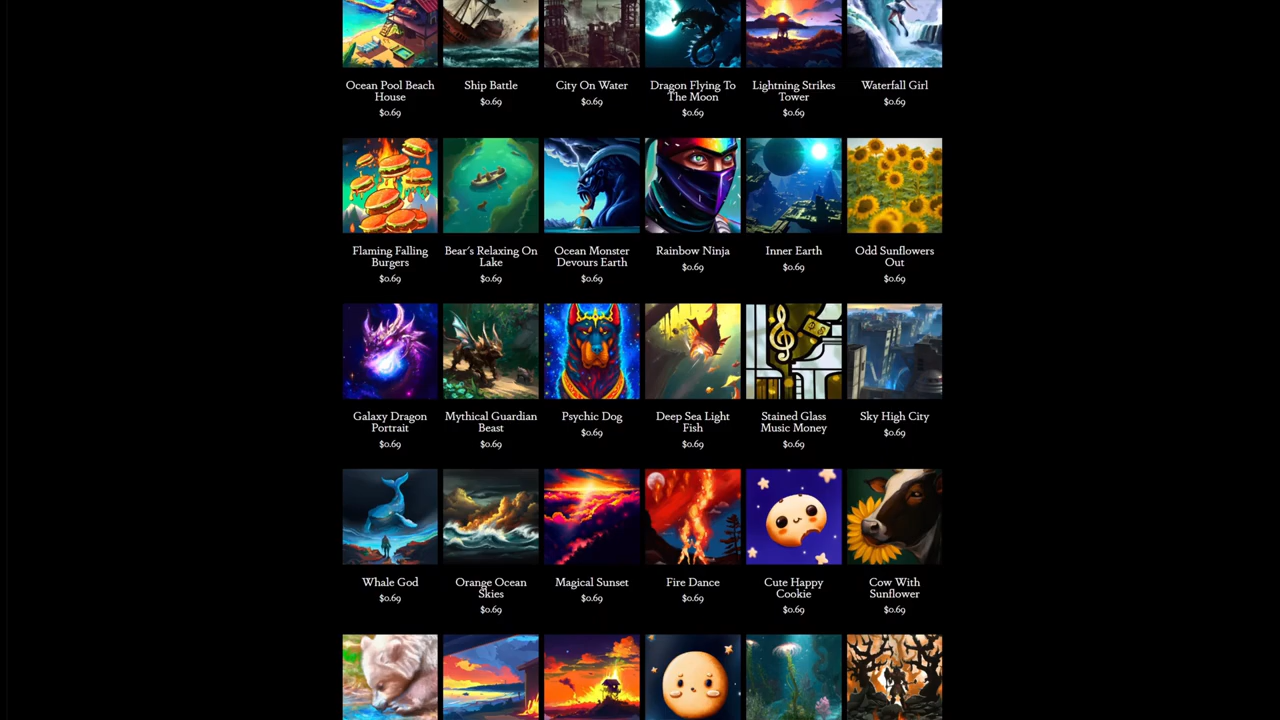 Ocean Pool Beach
House
$0.69
Ship Battle
$0.69
City On Water
$0.69
Dragon Flying To
The Moon
$0.69
Lightning Strikes
Tower
$0.69
Waterfall Girl
$0.69
Flaming Falling
Burgers
$0.69
Bear's Relaxing On
Lake
$0.69
Ocean Monster
Devours Earth
$0.69
Rainbow Ninja
$0.69
Inner Earth
$0.69
Odd Sunflowers
Out
$0.69
Galaxy Dragon
Portrait
$0.69
Mythical Guardian
Beast
$0.69
Psychic Dog
$0.69
Deep Sea Light
Fish
$0.69
Stained Glass
Music Money
$0.69
Sky High City
$0.69
Whale God
$0.69
Orange Ocean
Skies
$0.69
Magical Sunset
$0.69
Fire Dance
$0.69
Cute Happy
Cookie
$0.69
Cow With
Sunflower
$0.69